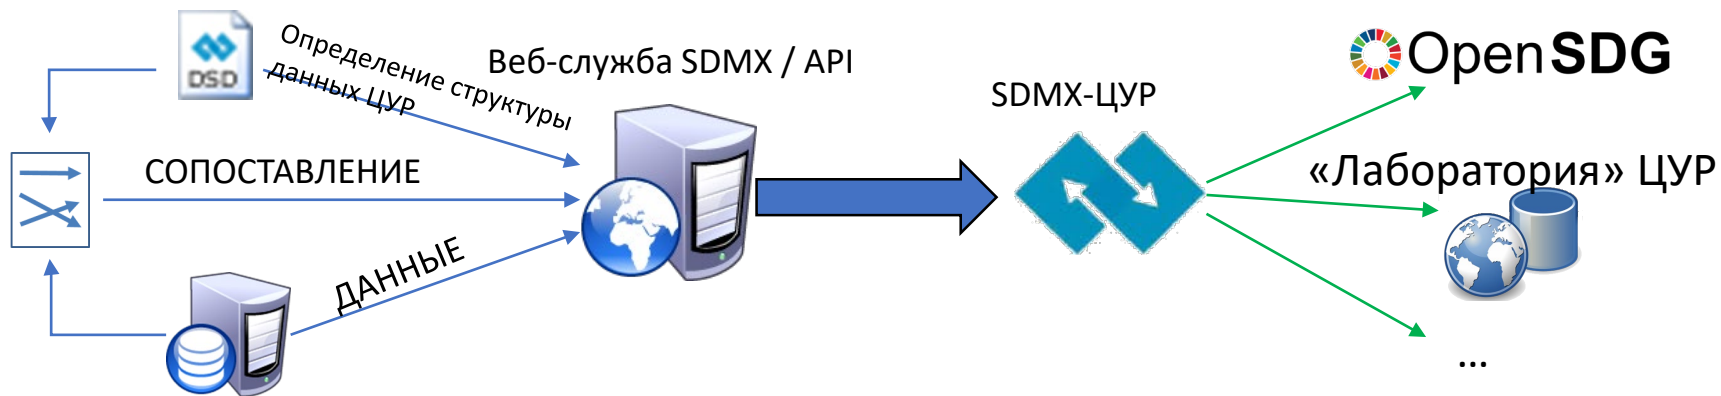 DSD
Определение структуры
данных ЦУР
Веб-служба SDMX / API
SDMX-ЦУР
OpenSDG
СОПОСТАВЛЕНИЕ
«Лаборатория» ЦУР
ДАННЫЕ
...